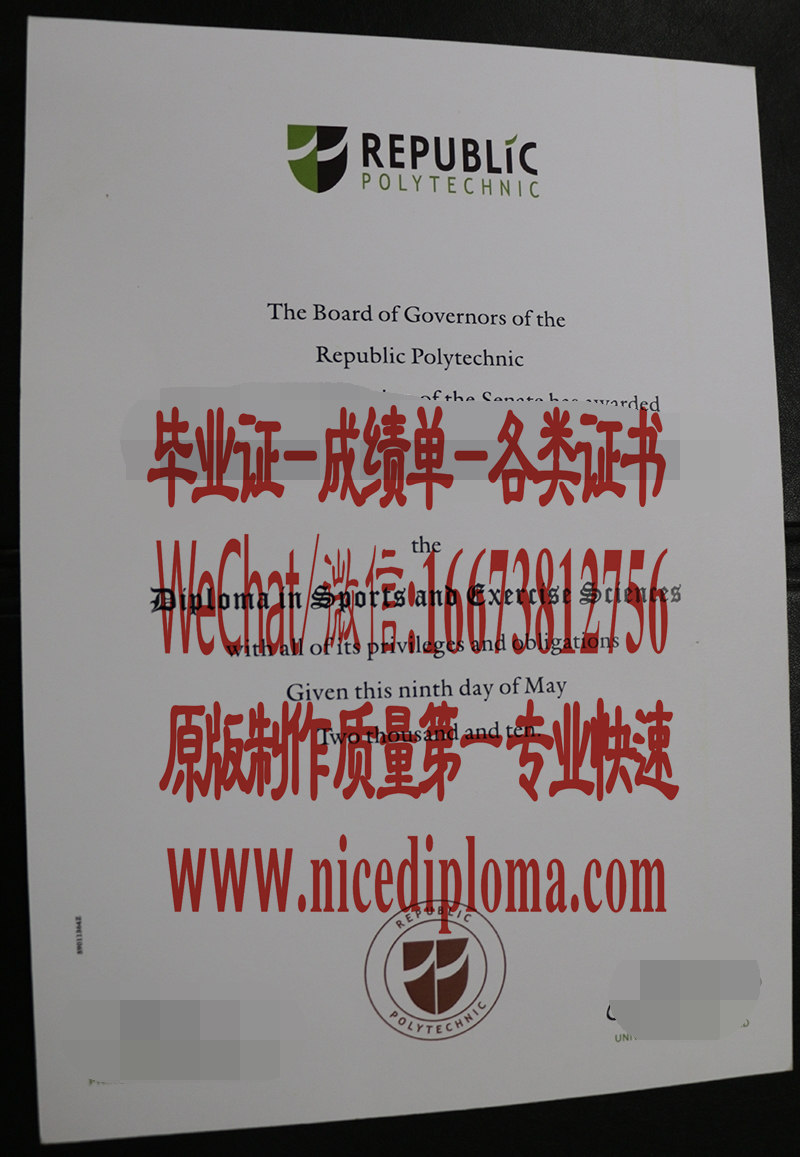 REPUBLIC
POLYTECHNIC
The Board of Governors of the
Republic Polytechnic
of the Senate has awarded
毕业证一成绩单一各类证书
the
WeChat/微信:16673812756
Diploma in Sports and Exercise Sciences
with all of its privileges and obligations
Given this ninth day of May
原版制作质量第一专业快速
Two thousand and ten.
www.nicediploma.com
REPUBLIC
POLYTECHNIC